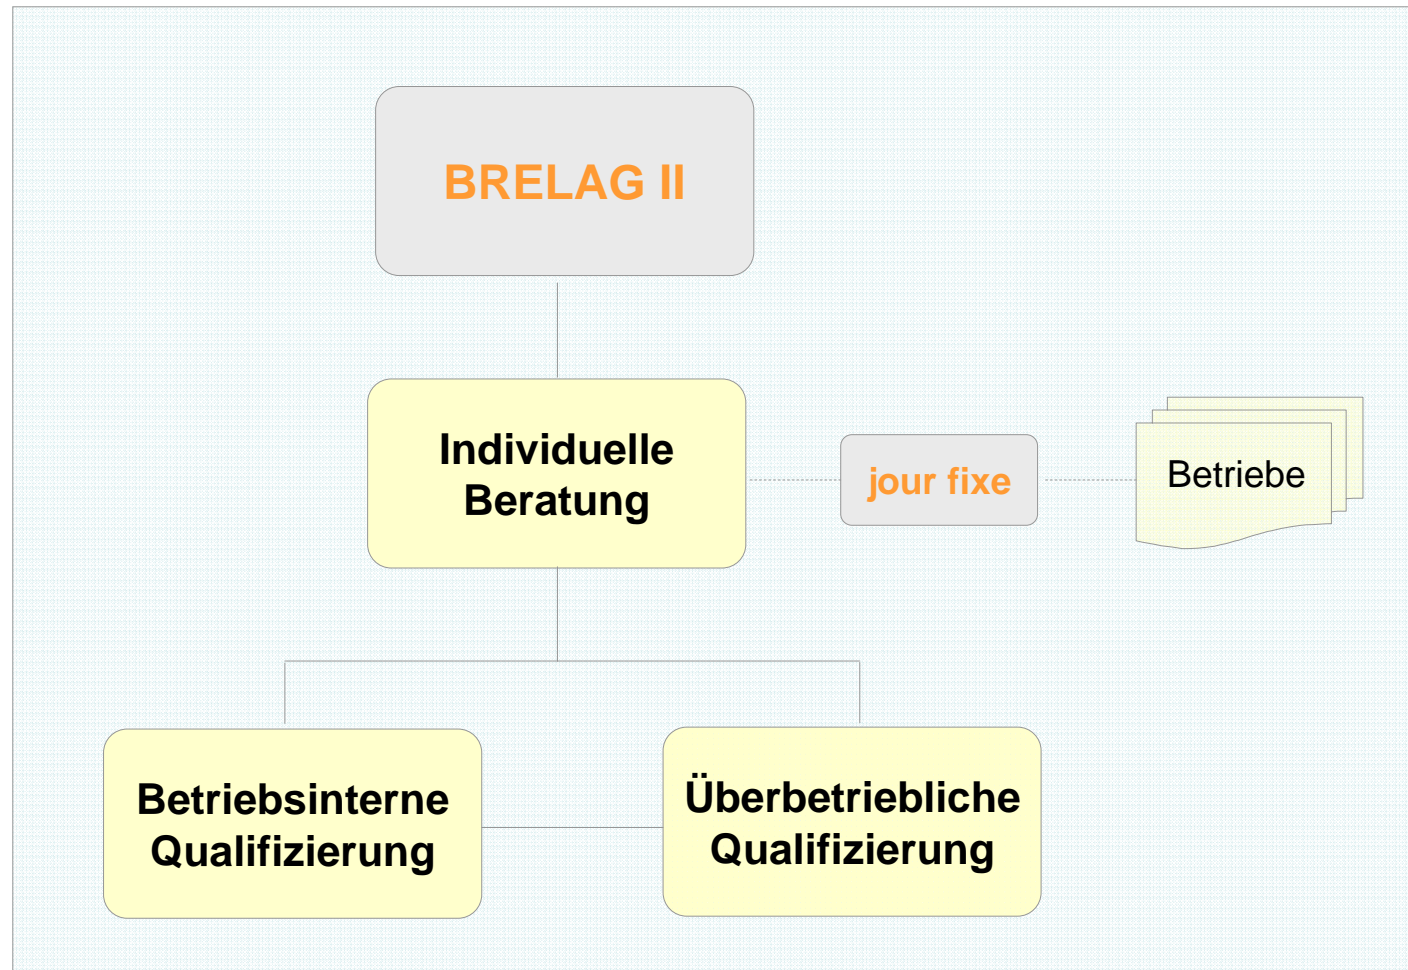 BRELAG II
Individuelle
Beratung
jour fixe
Betriebe
Betriebsinterne
Qualifizierung
Überbetriebliche
Qualifizierung